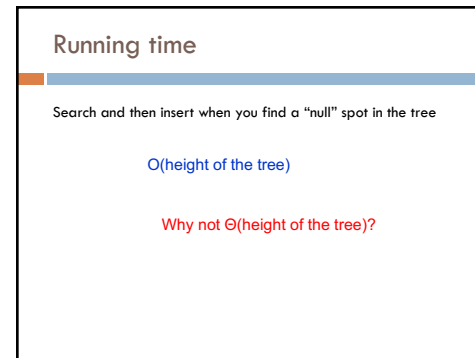 Running time
Search and then insert when you find a “null” spot in the tree
O(height of the tree)
Why not Θ(height of the tree)?